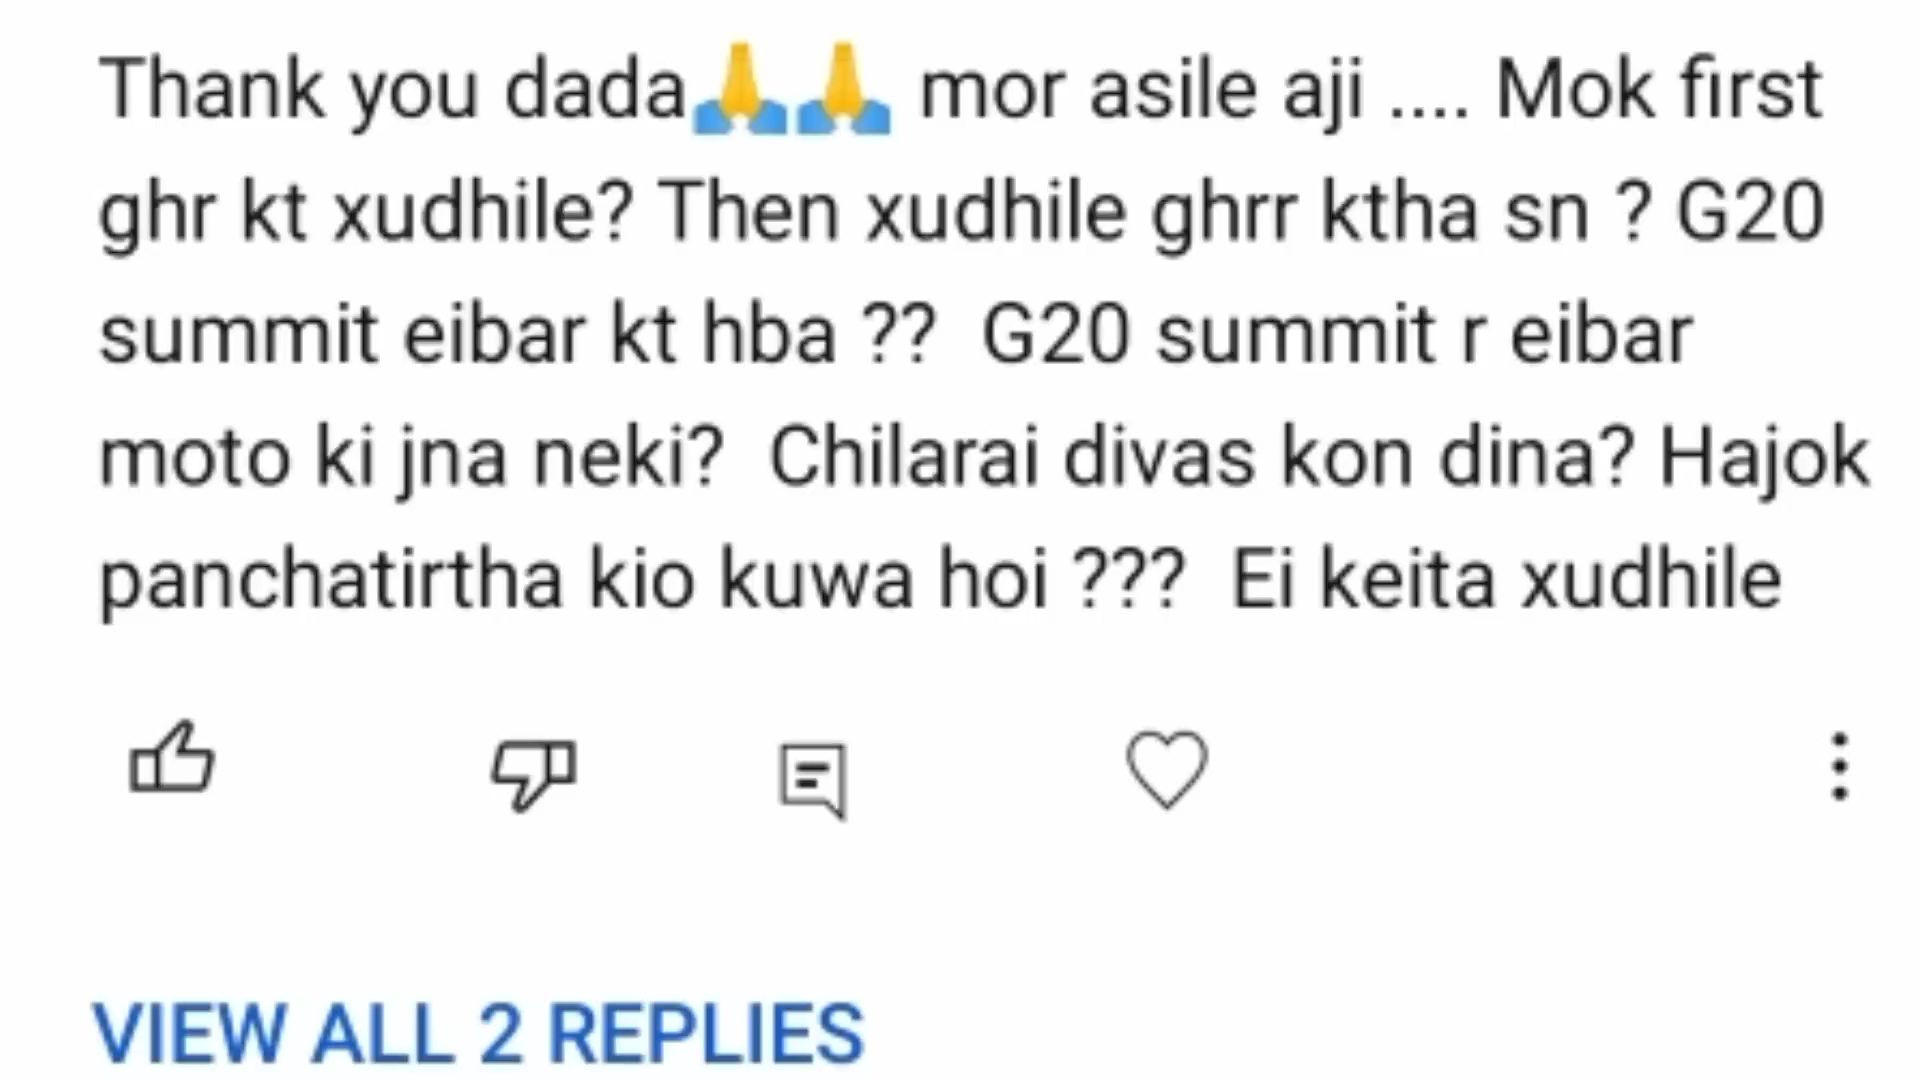 Thank you dada🙏🙏 mor asile aji .... Mok first
ghr kt xudhile? Then xudhile ghrr ktha sn ? G20
summit eibar kt hba ??  G20 summit r eibar
moto ki jna neki?  Chilarai divas kon dina? Hajok
panchatirtha kio kuwa hoi ???  Ei keita xudhile
VIEW ALL 2 REPLIES